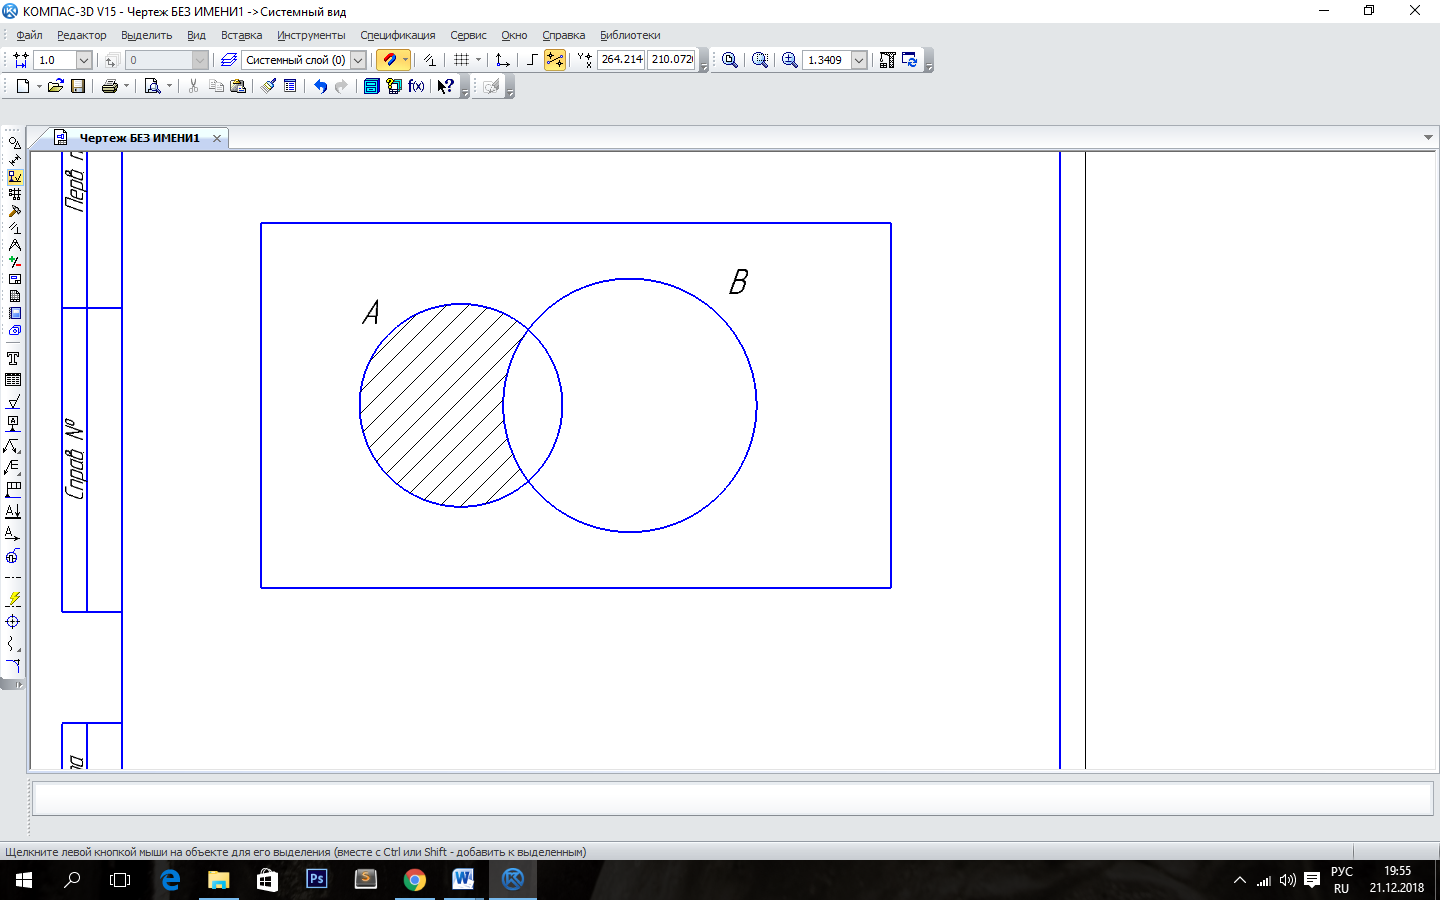 КОМПАС-3D V15 - Чертеж БЕЗ ИМЕНИ1 ->Системный вид
Файл Редактор Выделить Вид Вставка Инструменты Спецификация Сервис Окно Справка Библиотеки
1.0 0 Системный слой (0) 264.214 210.072 1.3409
f(x)
Чертеж БЕЗ ИМЕНИ1
Перв
Справ №
A
B
Щелкните левой кнопкой мыши на объекте для его выделения (вместе с Ctrl или Shift - добавить к выделенным)
Ps
S
W
РУС
RU
19:55
21.12.2018